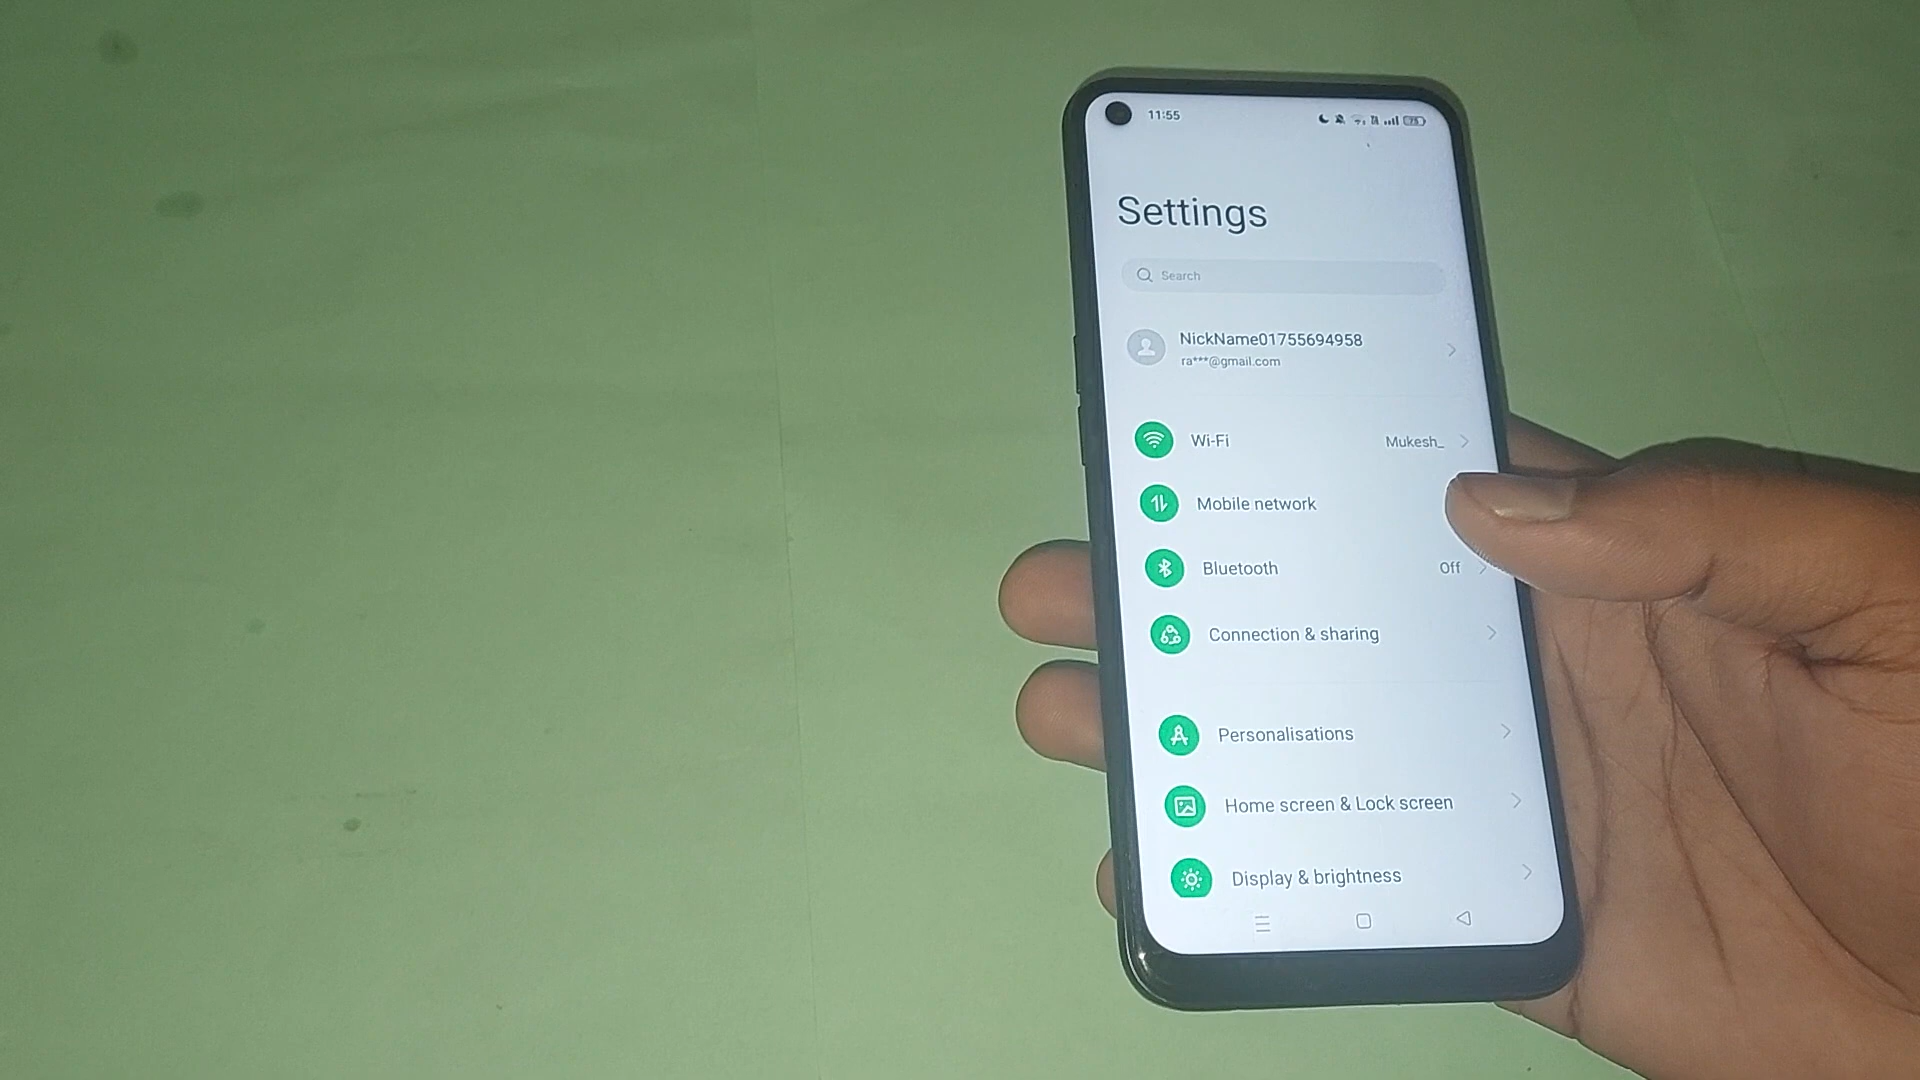 11:55
75
Settings
Search
NickName01755694958
ra***@gmail.com
Wi-Fi Mukesh_
Mobile network
Bluetooth Off
Connection & sharing
Personalisations
Home screen & Lock screen
Display & brightness